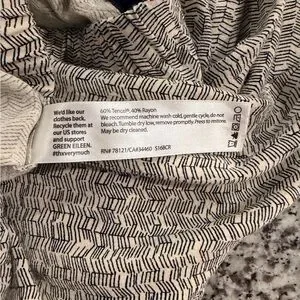 We'd like our
clothes back.
Recycle them at
our US stores
and support
GREEN EILEEN.
#thxverymuch
60% Tencel®, 40% Rayon
We recommend machine wash cold, gentle cycle, do not
bleach. Tumble dry low, remove promptly. Press to restore.
May be dry cleaned.
RN# 78121/CA#34460 S16BCR